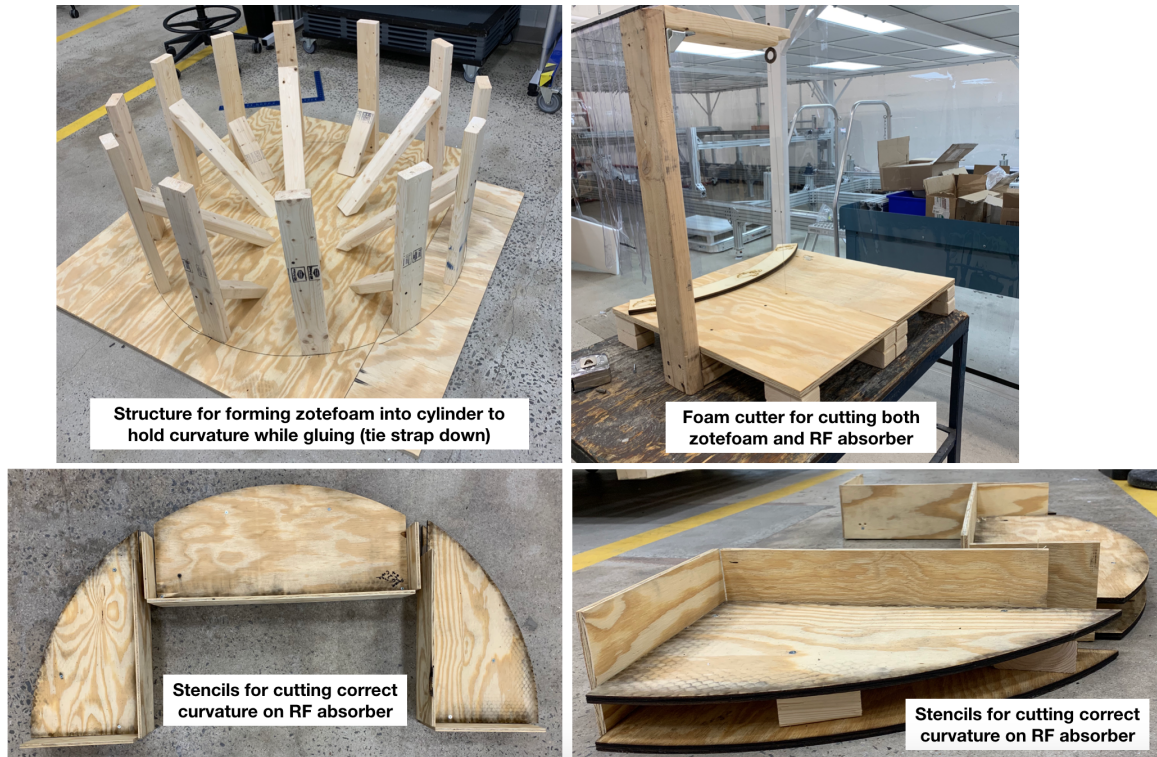 Structure for forming zotefoam into cylinder to
hold curvature while gluing (tie strap down)
Foam cutter for cutting both
zotefoam and RF absorber
Stencils for cutting correct
curvature on RF absorber
Stencils for cutting correct
curvature on RF absorber